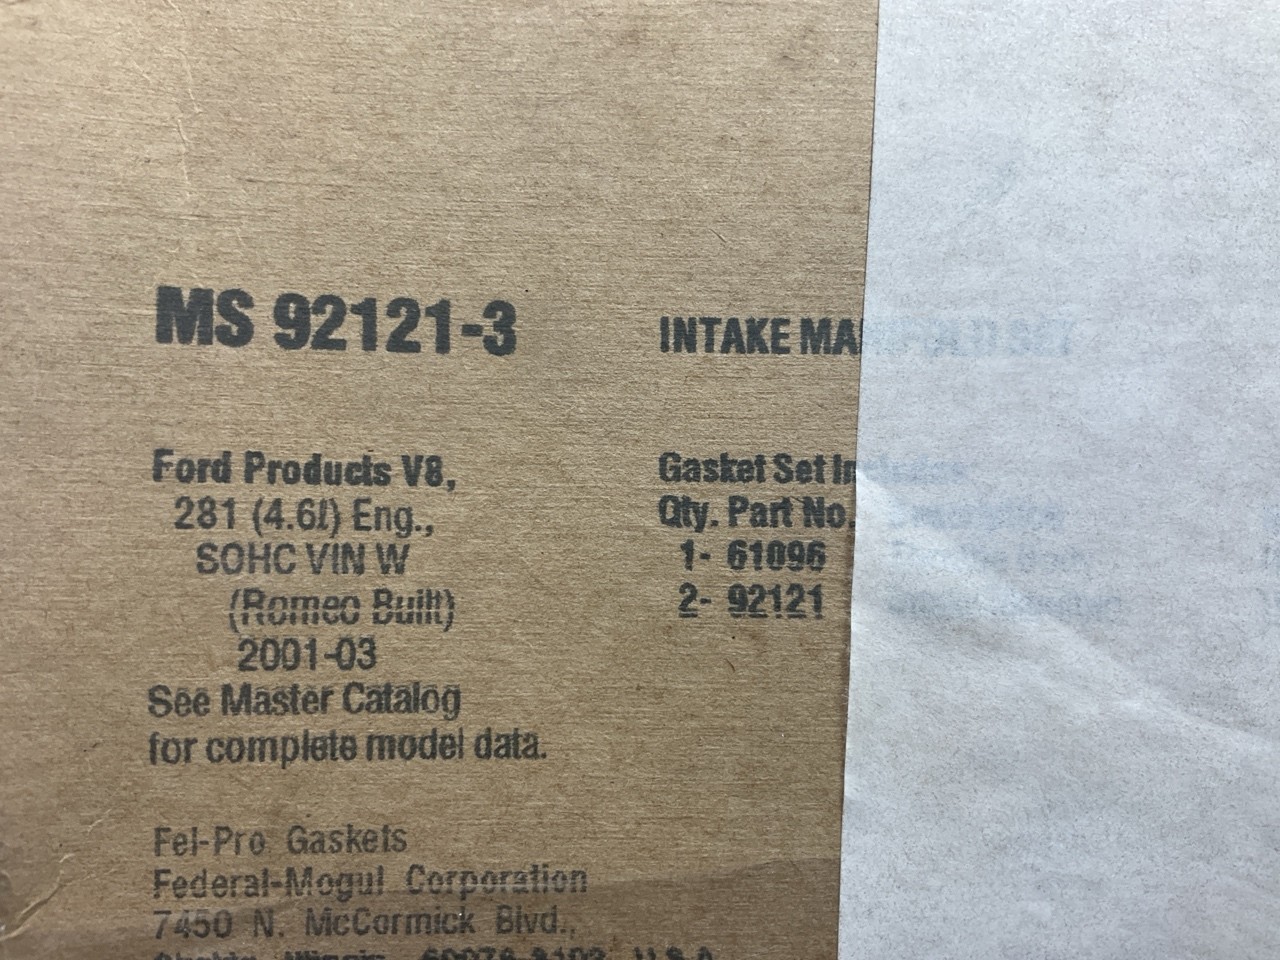 MS 92121-3
INTAKE MA
Ford Products V8,
281 (4.6ℓ) Eng.,
SOHC VIN W
(Romeo Built)
2001-03
See Master Catalog
for complete model data.
Gasket Set In
Qty. Part No.
1- 61096
2- 92121
Fel-Pro Gaskets
Federal-Mogul Corporation
7450 N. McCormick Blvd.,